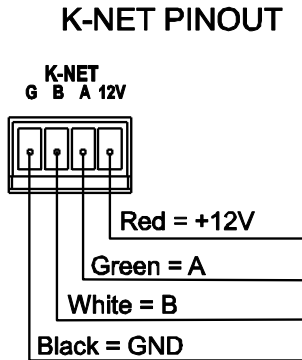 K-NET PINOUT
K-NET
G B A 12V
Red = +12V
Green = A
White = B
Black = GND